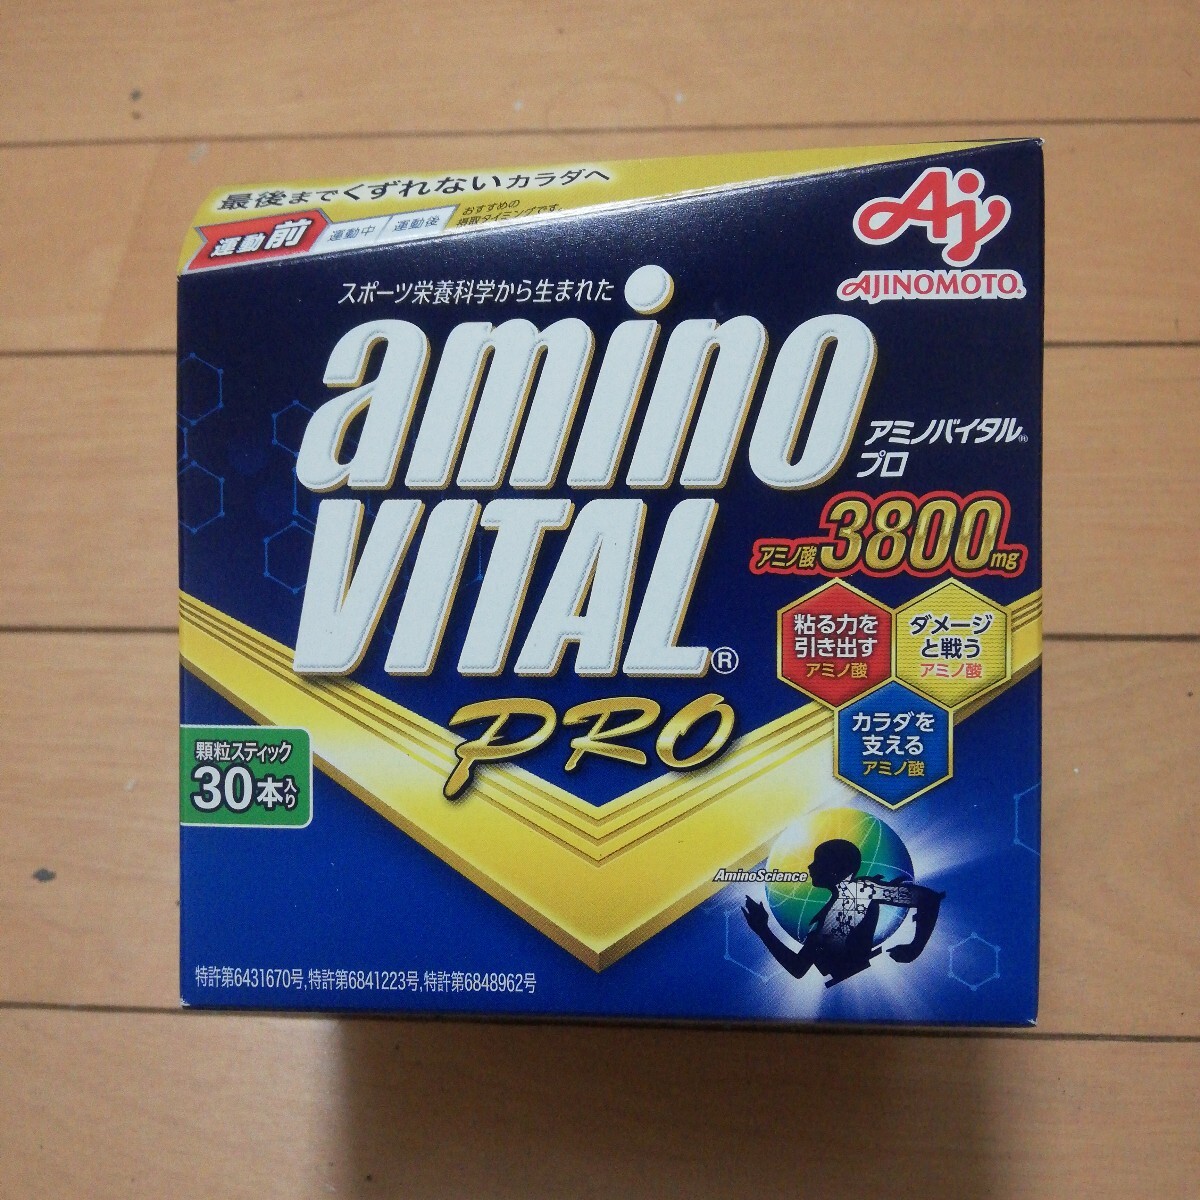 最後までくずれないカラダへ
運動前
運動中
運動後
おすすめの
摂取タイミングです。
Aj
AJINOMOTO®
スポーツ栄養科学から生まれた
amino
VITAL®
PRO
アミノバイタル®
プロ
アミノ酸3800mg
粘る力を
引き出す
アミノ酸
ダメージ
と戦う
アミノ酸
カラダを
支える
アミノ酸
顆粒スティック
30本入り
AminoScience
特許第6431670号,特許第6841223号,特許第6848962号